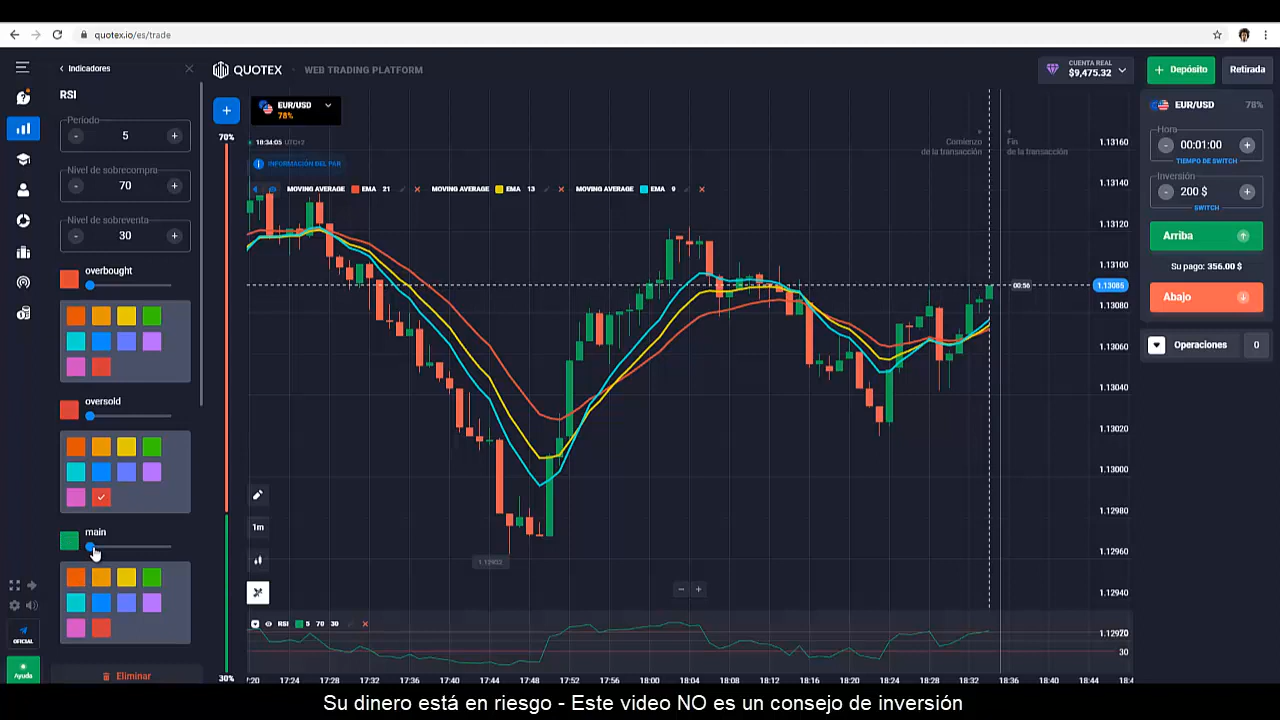 quotex.io/es/trade
Indicadores
RSI
Período
- 5 +
Nivel de sobrecompra
- 70 +
Nivel de sobreventa
- 30 +
overbought
oversold
main
Eliminar
OFICIAL
Ayuda
QUOTEX • WEB TRADING PLATFORM
CUENTA REAL
$9,475.32
+ Depósito
Retirada
+
EUR/USD
78%
70%
30%
18:34:05 UTC+2
INFORMACIÓN DEL PAR
MOVING AVERAGE EMA 21 MOVING AVERAGE EMA 13 MOVING AVERAGE EMA 9
Comienzo
de la transacción
Fin
de la transacción
1.13160
1.13140
1.13120
1.13100
1.13085
1.13080
1.13060
1.13040
1.13020
1.13000
1.12980
1.12960
1.12940
1.12920
00:56
1m
RSI 5 70 30
30
17:24 17:28 17:32 17:36 17:40 17:44 17:48 17:52 17:56 18:00 18:04 18:08 18:12 18:16 18:20 18:24 18:28 18:32 18:36 18:40 18:44
EUR/USD 78%
Hora
- 00:01:00 +
TIEMPO DE SWITCH
Inversión
- 200 $ +
SWITCH
Arriba
Su pago: 356.00 $
Abajo
Operaciones 0
Su dinero está en riesgo - Este video NO es un consejo de inversión